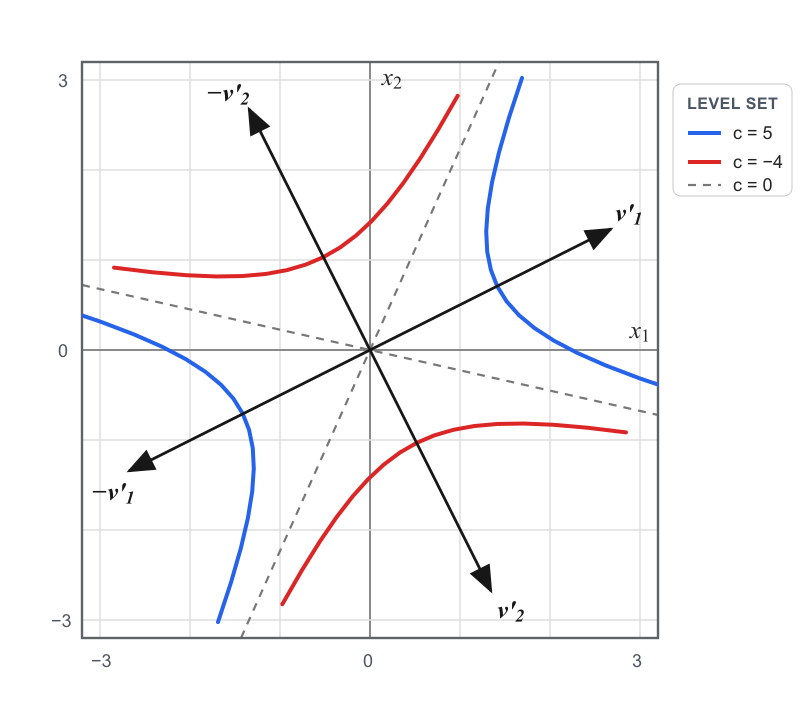 3
x₂
−v′₂
LEVEL SET
c = 5
c = −4
c = 0
v′₁
x₁
0
−v′₁
v′₂
−3
−3
0
3